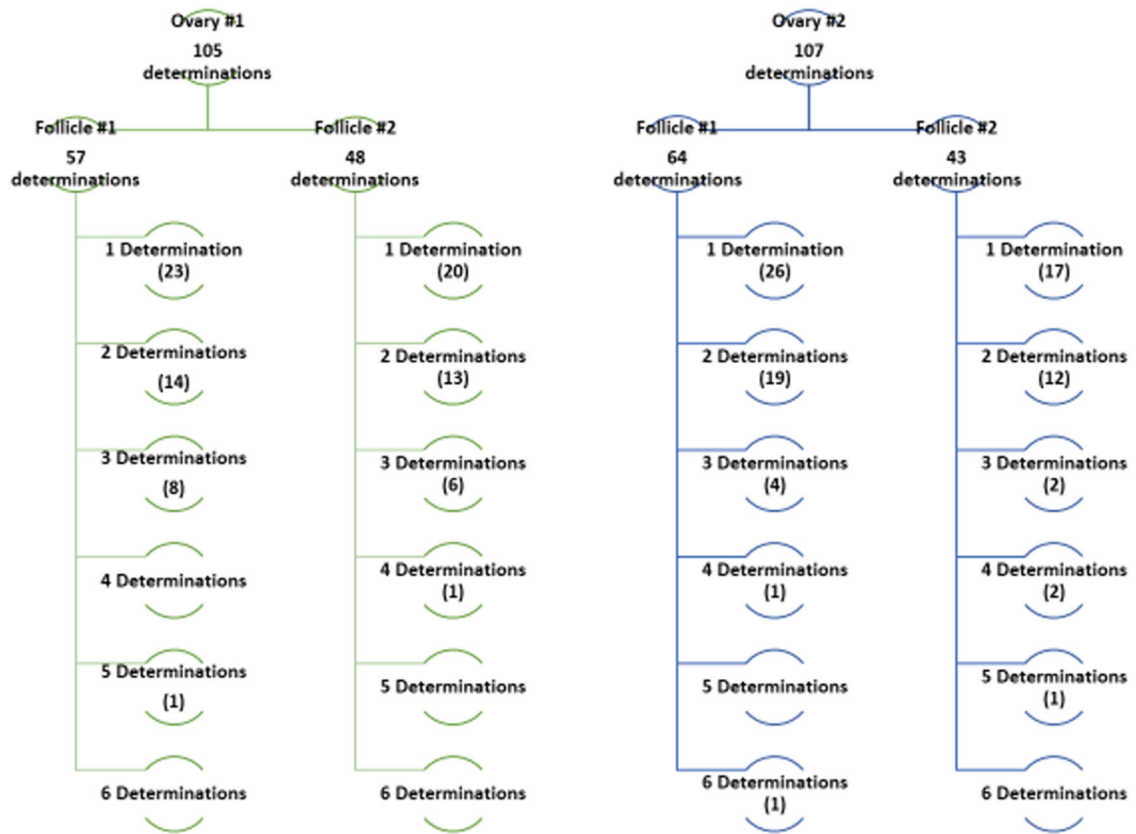 Ovary #1
105
determinations
Follicle #1
57
determinations
1 Determination
(23)
2 Determinations
(14)
3 Determinations
(8)
4 Determinations
5 Determinations
(1)
6 Determinations
Follicle #2
48
determinations
1 Determination
(20)
2 Determinations
(13)
3 Determinations
(6)
4 Determinations
(1)
5 Determinations
6 Determinations
Ovary #2
107
determinations
Follicle #1
64
determinations
1 Determination
(26)
2 Determinations
(19)
3 Determinations
(4)
4 Determinations
(1)
5 Determinations
6 Determinations
(1)
Follicle #2
43
determinations
1 Determination
(17)
2 Determinations
(12)
3 Determinations
(2)
4 Determinations
(2)
5 Determinations
(1)
6 Determinations